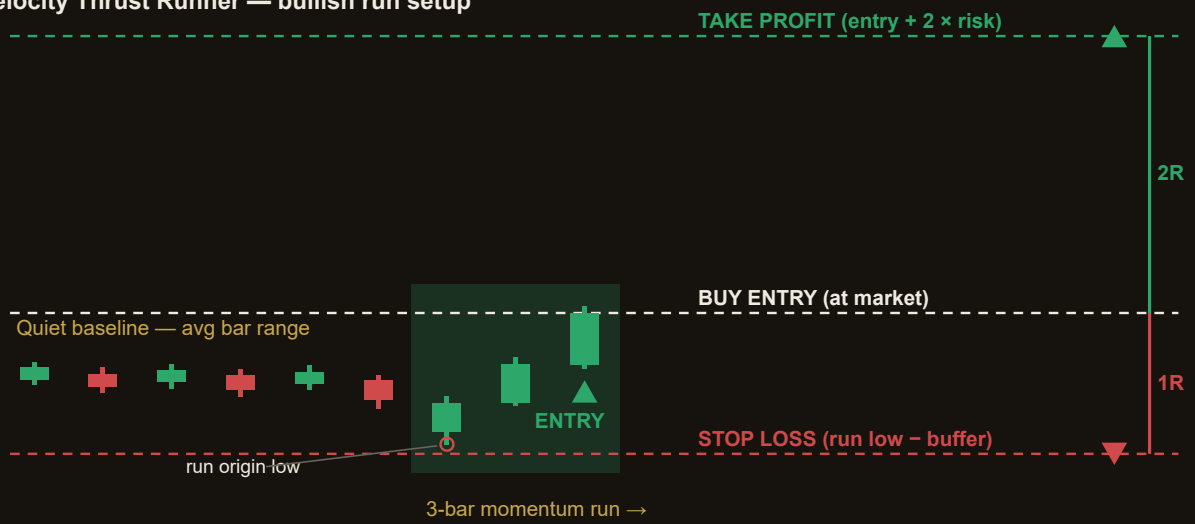 elocity Thrust Runner — bullish run setup
TAKE PROFIT (entry + 2 × risk)
2R
BUY ENTRY (at market)
Quiet baseline — avg bar range
1R
ENTRY
STOP LOSS (run low − buffer)
run origin low
3-bar momentum run →